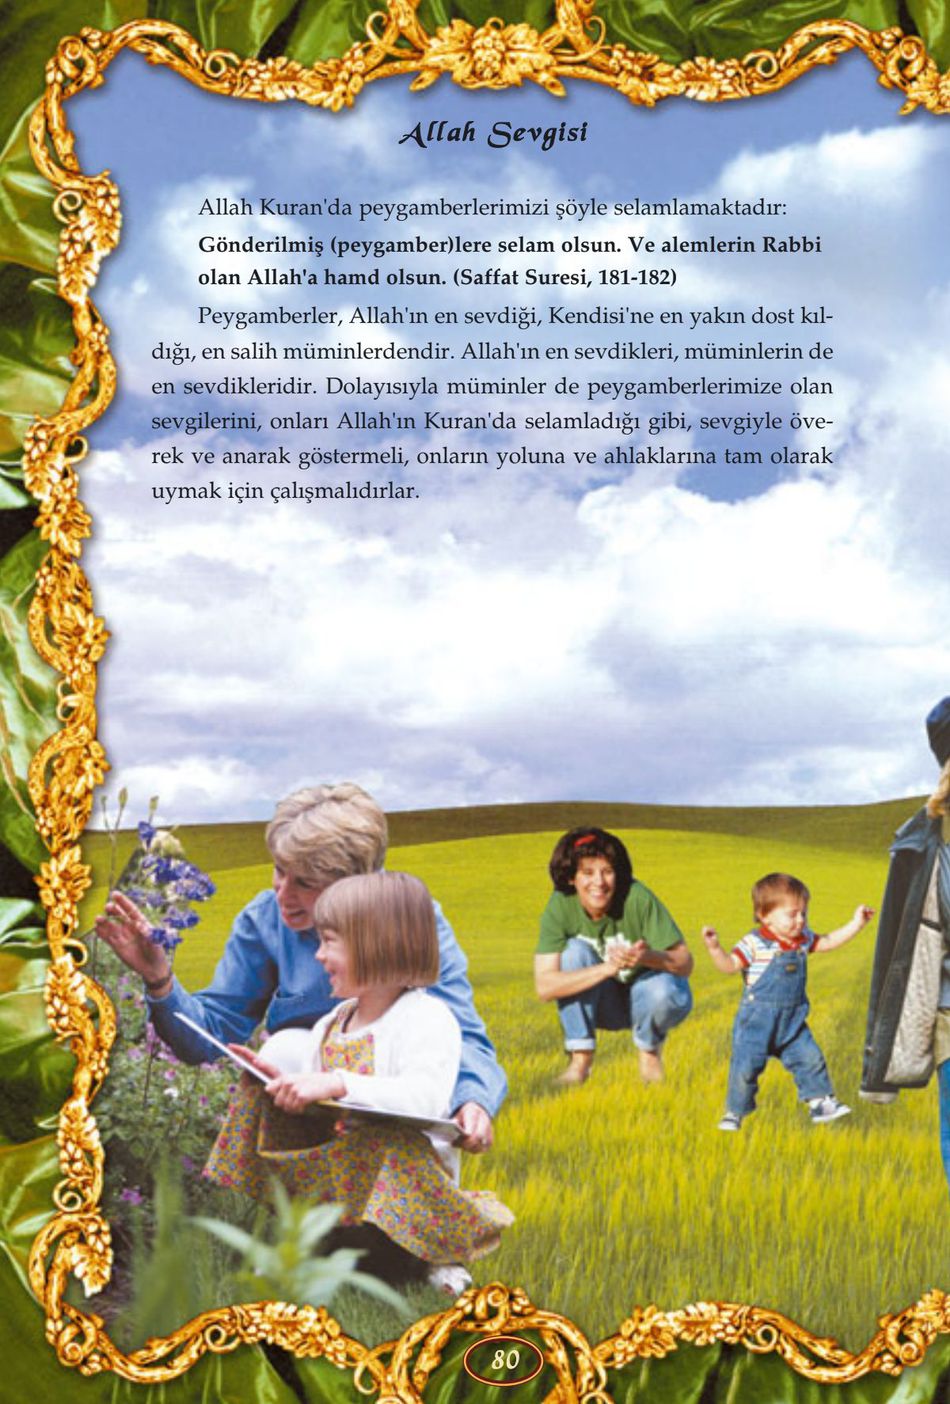 Allah Sevgisi
Allah Kuran'da peygamberlerimizi şöyle selamlamaktadır:
Gönderilmiş (peygamber)lere selam olsun. Ve alemlerin Rabbi
olan Allah'a hamd olsun. (Saffat Suresi, 181-182)
Peygamberler, Allah'ın en sevdiği, Kendisi'ne en yakın dost kıl-
dığı, en salih müminlerdendir. Allah'ın en sevdikleri, müminlerin de
en sevdikleridir. Dolayısıyla müminler de peygamberlerimize olan
sevgilerini, onları Allah'ın Kuran'da selamladığı gibi, sevgiyle öve-
rek ve anarak göstermeli, onların yoluna ve ahlaklarına tam olarak
uymak için çalışmalıdırlar.
80